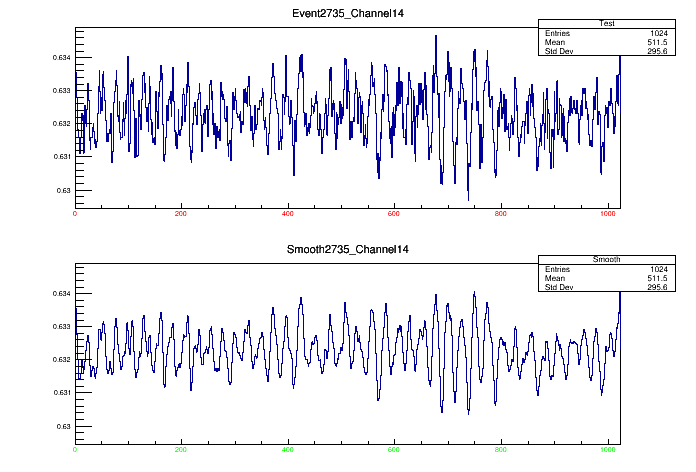 Event2735_Channel14
Test
Entries 1024
Mean 511.5
Std Dev 295.6
0.634
0.633
0.632
0.631
0.63
0 200 400 600 800 1000
Smooth2735_Channel14
Smooth
Entries 1024
Mean 511.5
Std Dev 295.6
0.634
0.633
0.632
0.631
0.63
0 200 400 600 800 1000